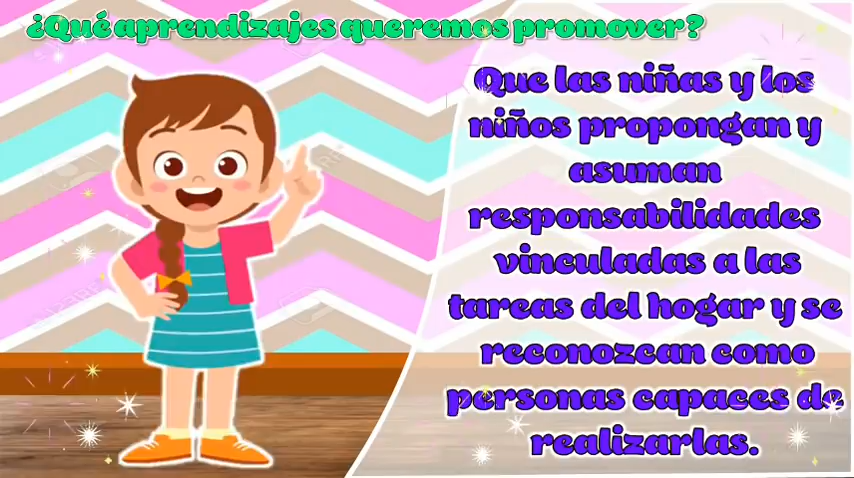 ¿Qué aprendizajes queremos promover?
Que las niñas y los
niños propongan y
asuman
responsabilidades
vinculadas a las
tareas del hogar y se
reconozcan como
personas capaces de
realizarlas.